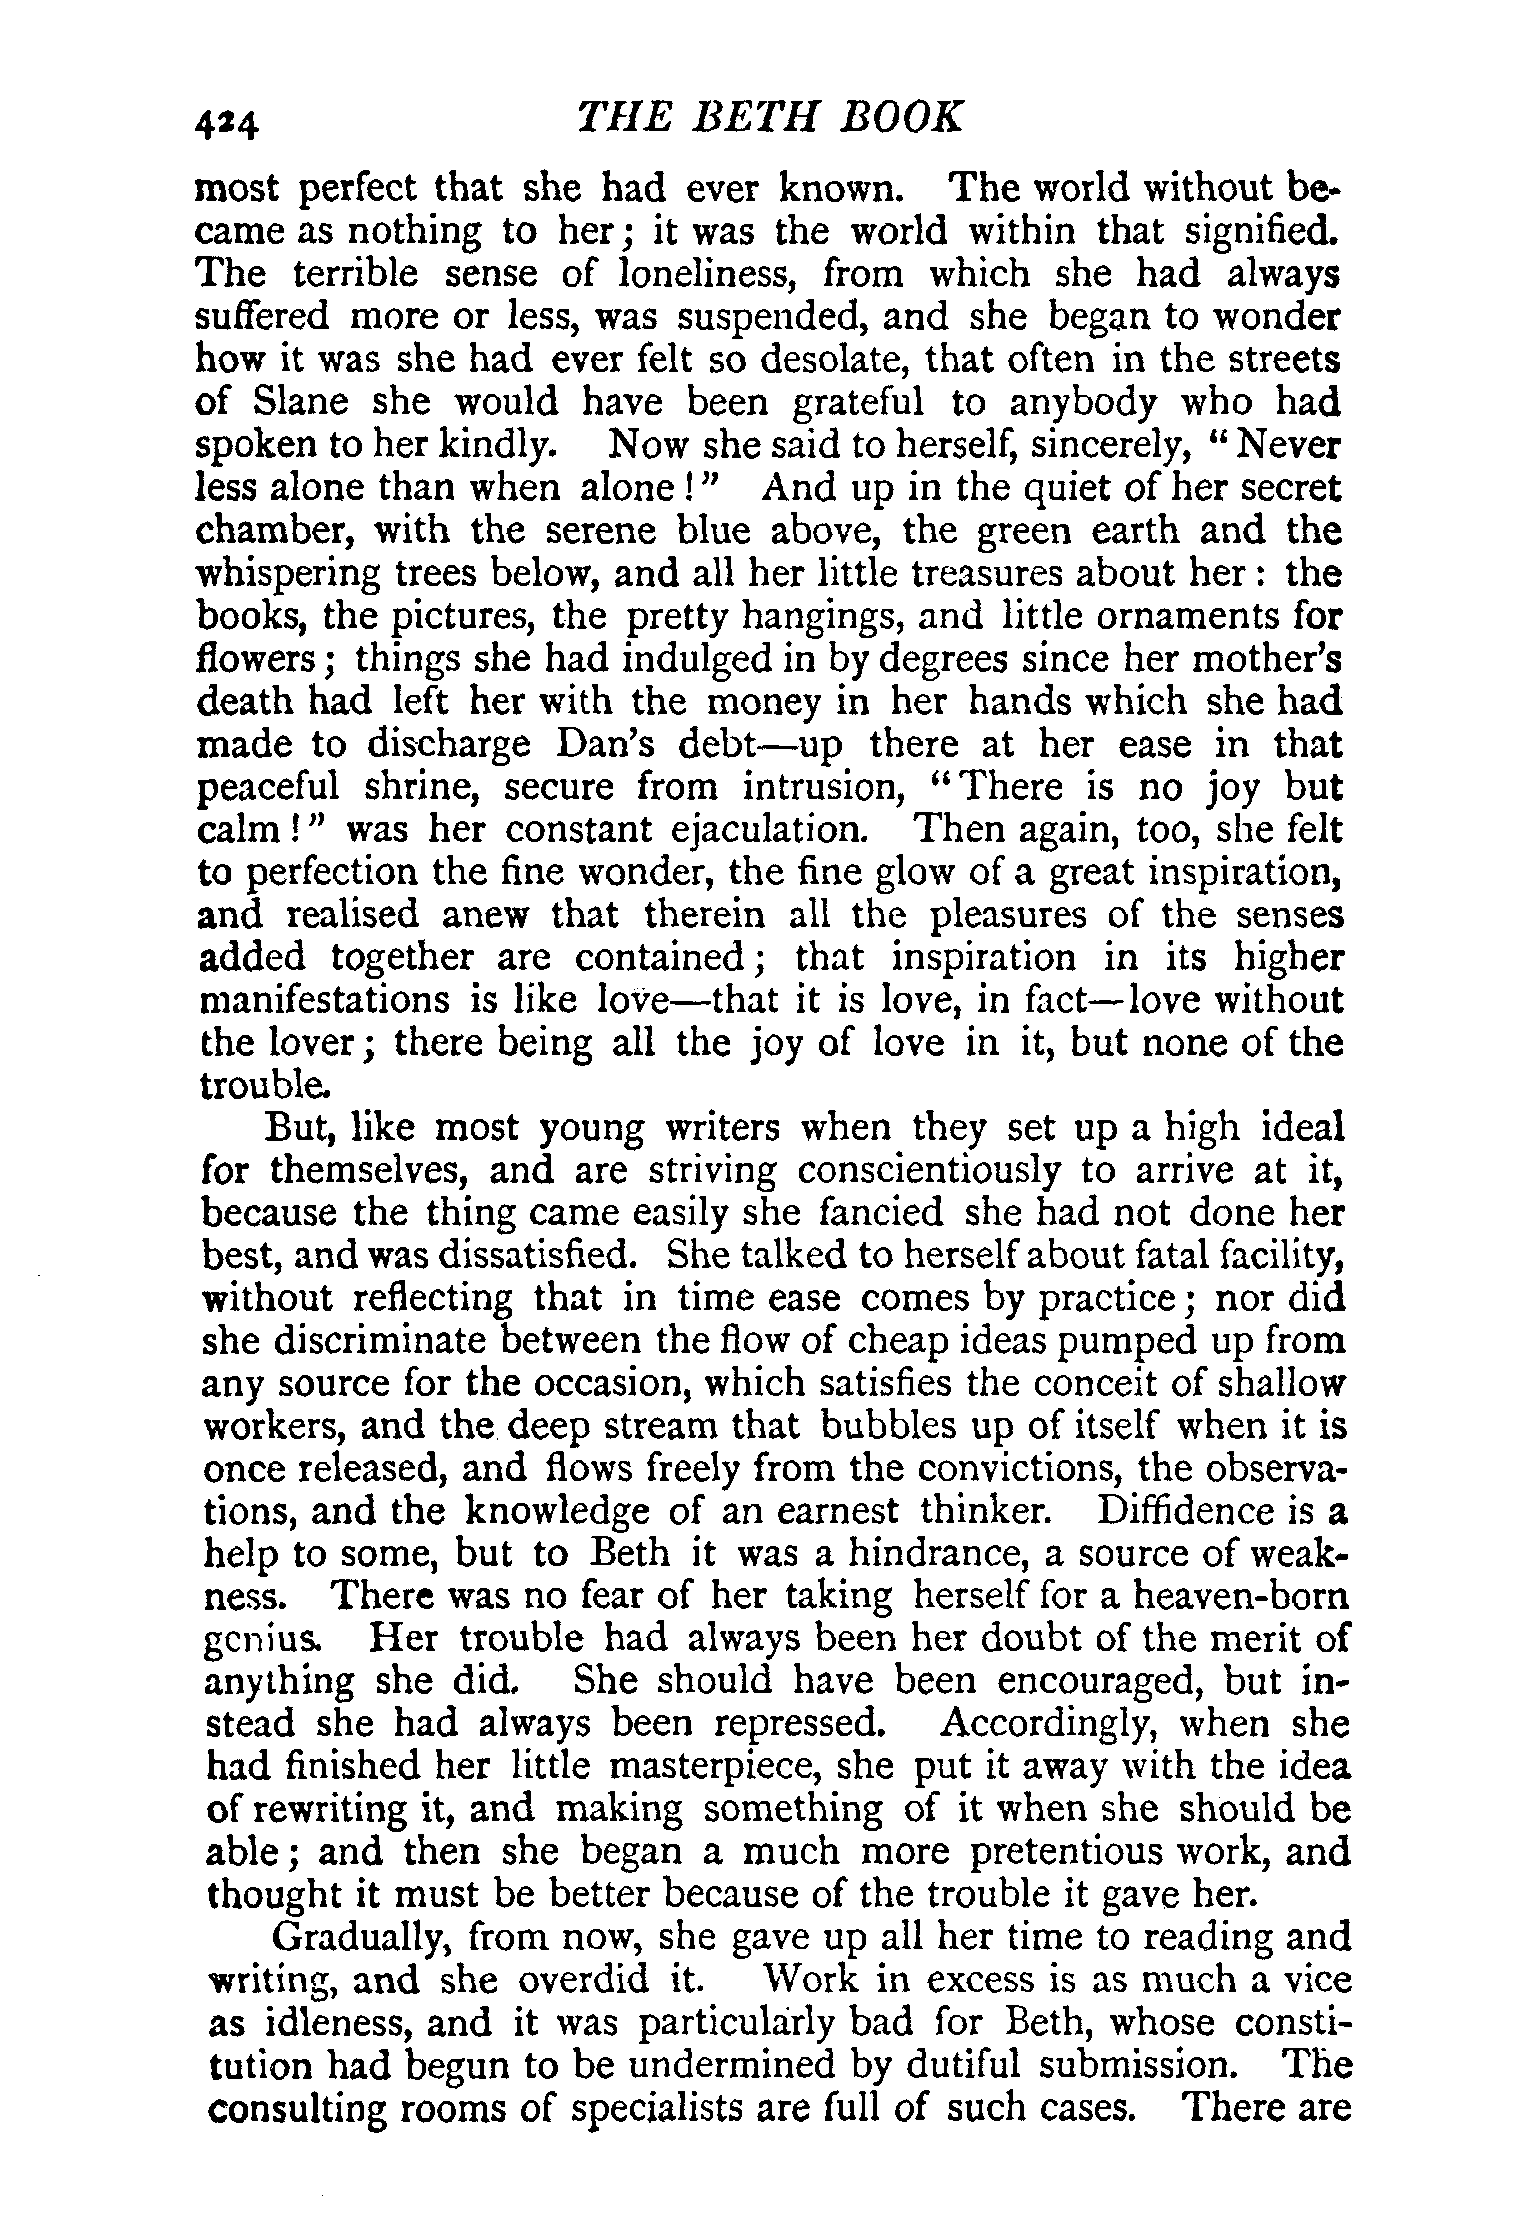 424 THE BETH BOOK
most perfect that she had ever known. The world without be-
came as nothing to her; it was the world within that signified.
The terrible sense of loneliness, from which she had always
suffered more or less, was suspended, and she began to wonder
how it was she had ever felt so desolate, that often in the streets
of Slane she would have been grateful to anybody who had
spoken to her kindly. Now she said to herself, sincerely, “Never
less alone than when alone!” And up in the quiet of her secret
chamber, with the serene blue above, the green earth and the
whispering trees below, and all her little treasures about her: the
books, the pictures, the pretty hangings, and little ornaments for
flowers; things she had indulged in by degrees since her mother’s
death had left her with the money in her hands which she had
made to discharge Dan’s debt—up there at her ease in that
peaceful shrine, secure from intrusion, “There is no joy but
calm!” was her constant ejaculation. Then again, too, she felt
to perfection the fine wonder, the fine glow of a great inspiration,
and realised anew that therein all the pleasures of the senses
added together are contained; that inspiration in its higher
manifestations is like love—that it is love, in fact—love without
the lover; there being all the joy of love in it, but none of the
trouble.
But, like most young writers when they set up a high ideal
for themselves, and are striving conscientiously to arrive at it,
because the thing came easily she fancied she had not done her
best, and was dissatisfied. She talked to herself about fatal facility,
without reflecting that in time ease comes by practice; nor did
she discriminate between the flow of cheap ideas pumped up from
any source for the occasion, which satisfies the conceit of shallow
workers, and the deep stream that bubbles up of itself when it is
once released, and flows freely from the convictions, the observa-
tions, and the knowledge of an earnest thinker. Diffidence is a
help to some, but to Beth it was a hindrance, a source of weak-
ness. There was no fear of her taking herself for a heaven-born
genius. Her trouble had always been her doubt of the merit of
anything she did. She should have been encouraged, but in-
stead she had always been repressed. Accordingly, when she
had finished her little masterpiece, she put it away with the idea
of rewriting it, and making something of it when she should be
able; and then she began a much more pretentious work, and
thought it must be better because of the trouble it gave her.
Gradually, from now, she gave up all her time to reading and
writing, and she overdid it. Work in excess is as much a vice
as idleness, and it was particularly bad for Beth, whose consti-
tution had begun to be undermined by dutiful submission. The
consulting rooms of specialists are full of such cases. There are